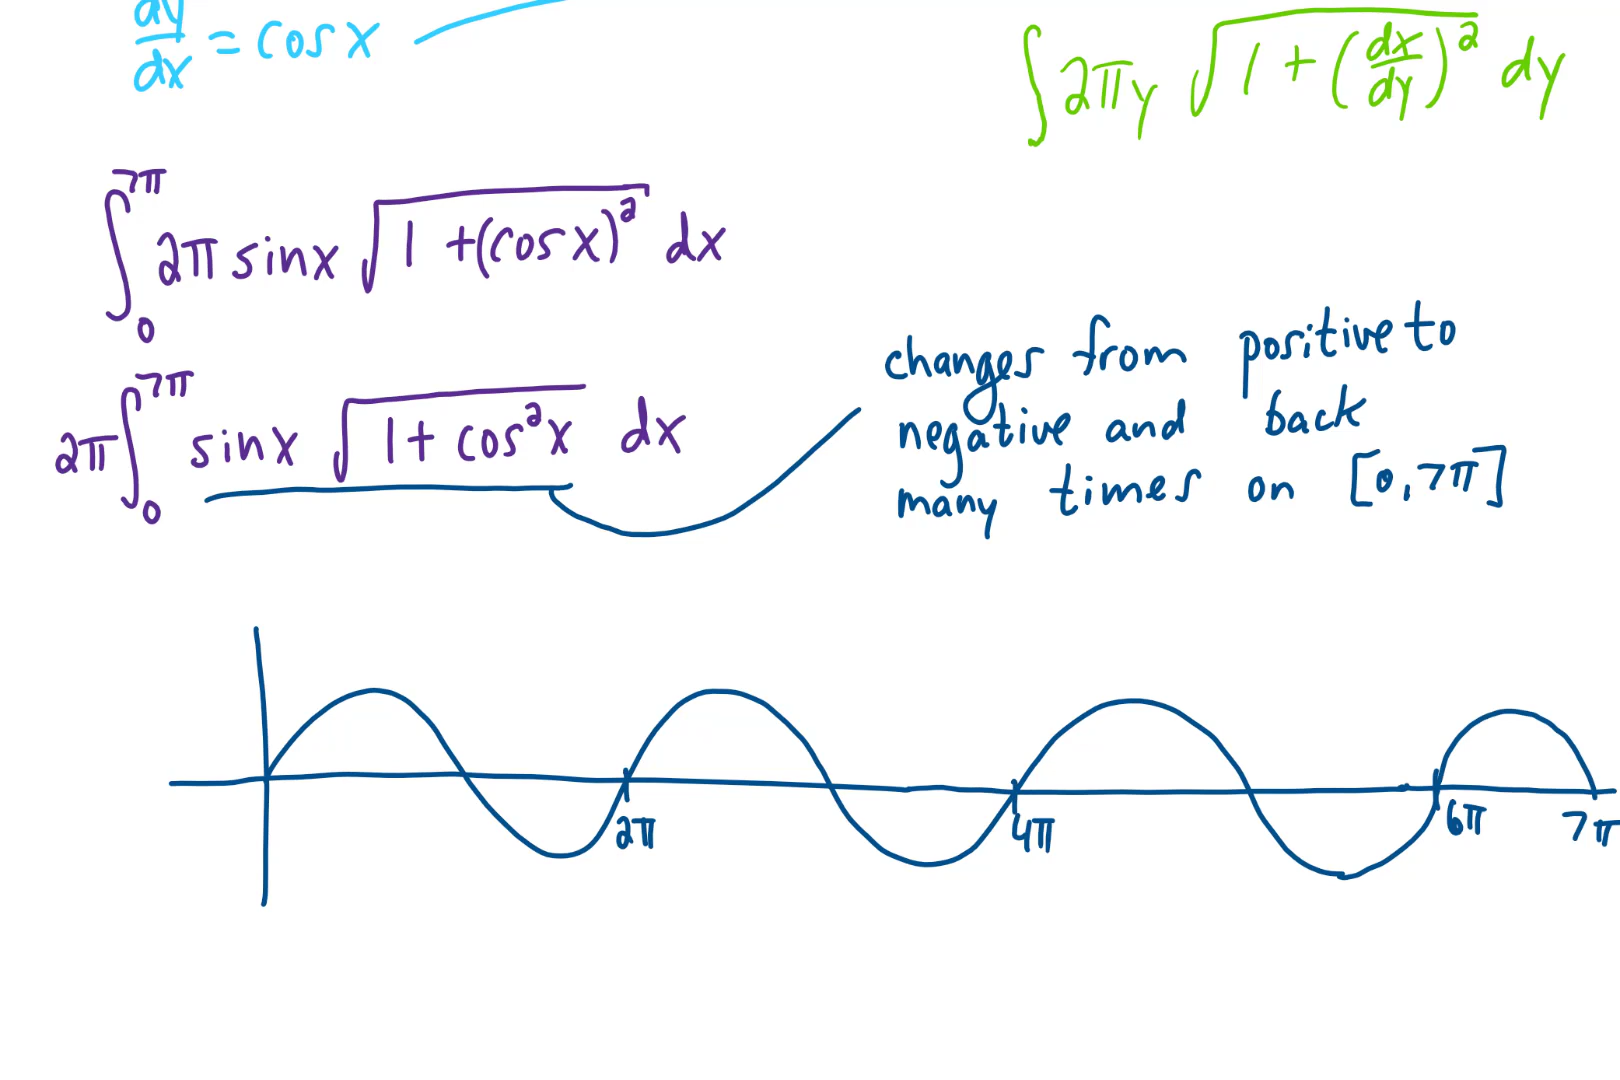 dy/dx = cos x
∫ 2πy √(1 + (dx/dy)²) dy
∫₀^7π 2π sin x √(1 + (cos x)²) dx
2π ∫₀^7π sin x √(1 + cos² x) dx
changes from positive to
negative and back
many times on [0, 7π]
2π 4π 6π 7π